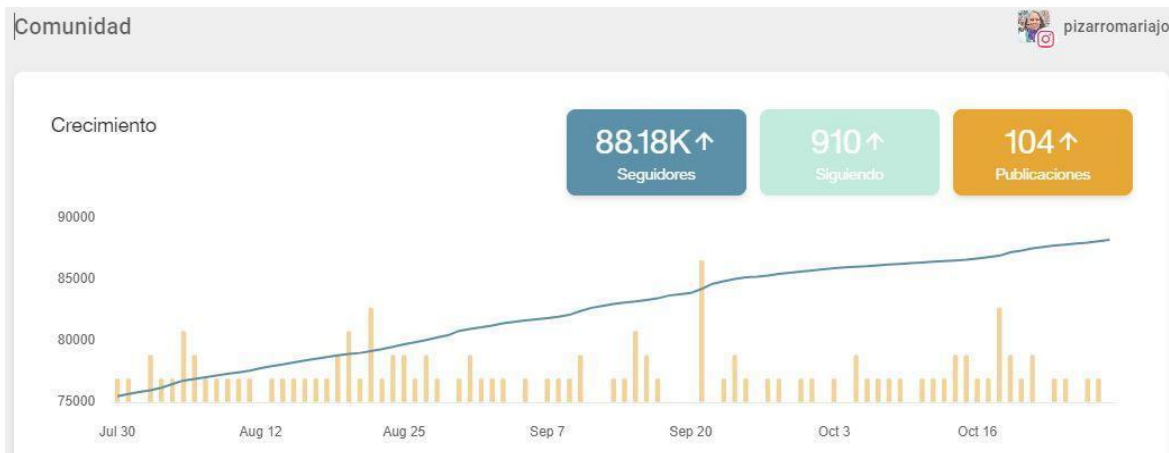 Comunidad
pizarromariajo
Crecimiento
88.18K↑
Seguidores
910↑
Siguiendo
104↑
Publicaciones
90000
85000
80000
75000
Jul 30
Aug 12
Aug 25
Sep 7
Sep 20
Oct 3
Oct 16